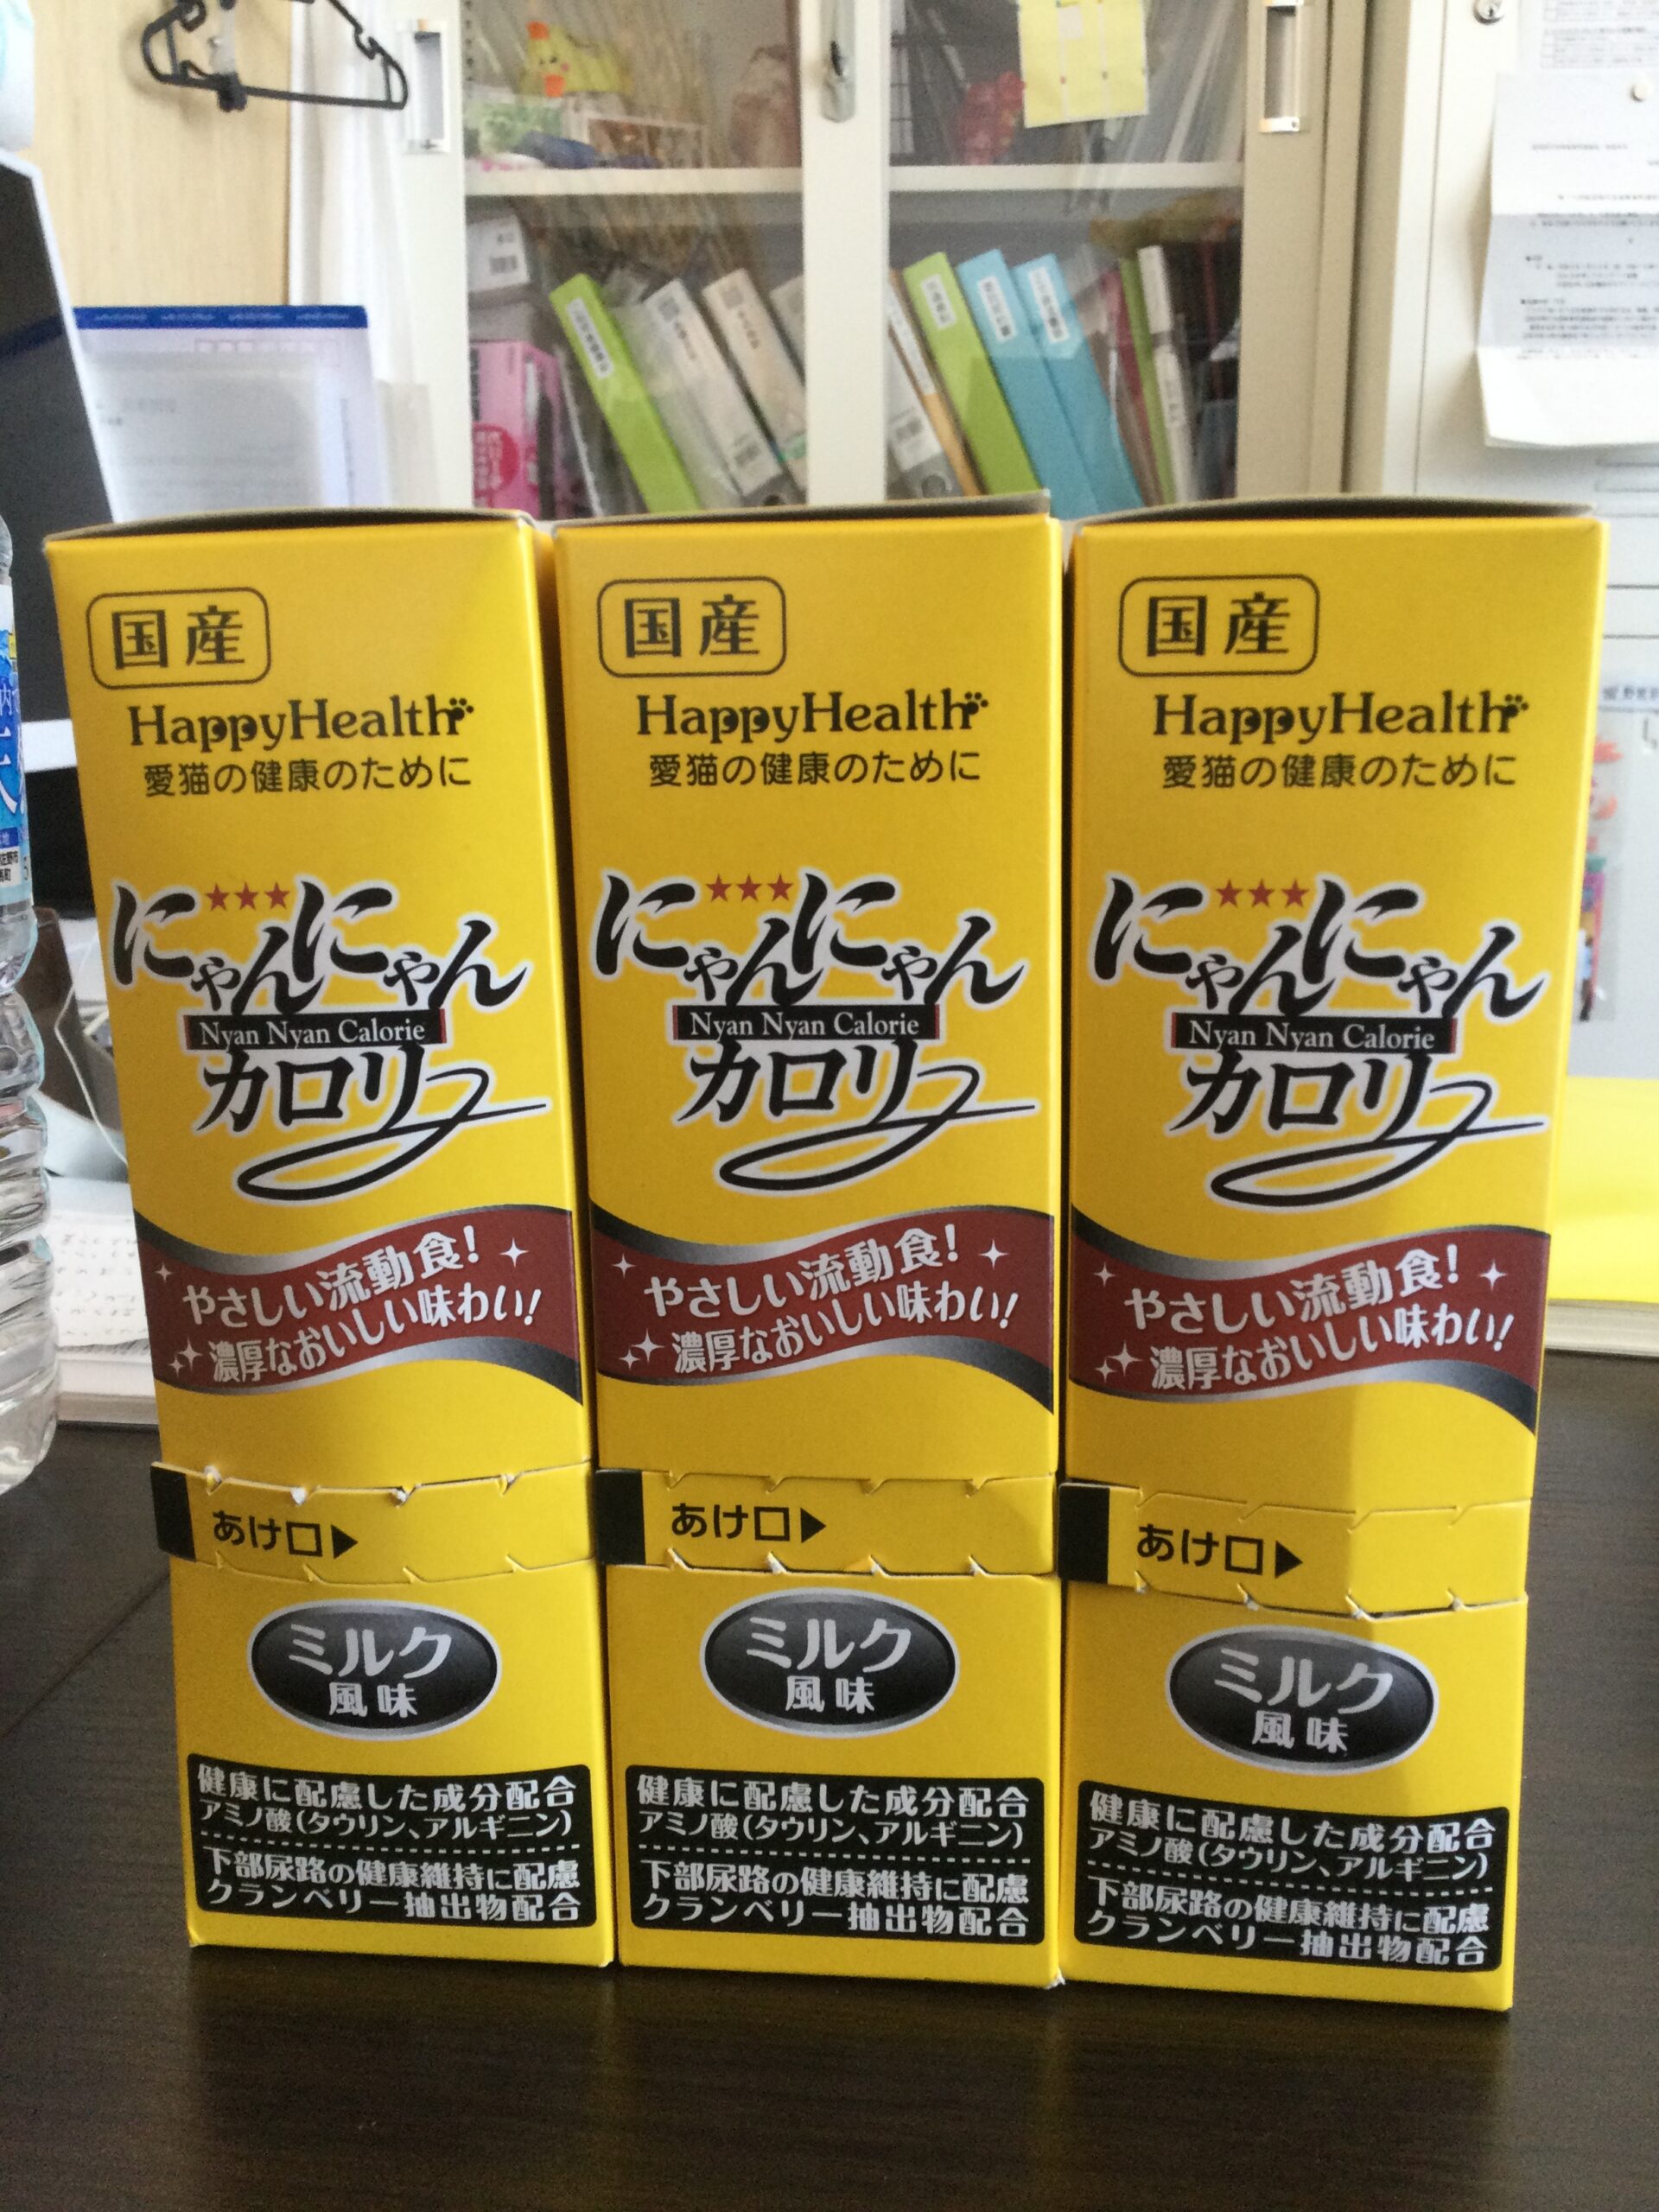 国産
HappyHealth
愛猫の健康のために
にゃんにゃん
Nyan Nyan Calorie
カロリー
やさしい流動食!
濃厚なおいしい味わい!
あけ口▶
ミルク
風味
健康に配慮した成分配合
アミノ酸(タウリン、アルギニン)
下部尿路の健康維持に配慮
クランベリー抽出物配合
国産
HappyHealth
愛猫の健康のために
にゃんにゃん
Nyan Nyan Calorie
カロリー
やさしい流動食!
濃厚なおいしい味わい!
あけ口▶
ミルク
風味
健康に配慮した成分配合
アミノ酸(タウリン、アルギニン)
下部尿路の健康維持に配慮
クランベリー抽出物配合
国産
HappyHealth
愛猫の健康のために
にゃんにゃん
Nyan Nyan Calorie
カロリー
やさしい流動食!
濃厚なおいしい味わい!
あけ口▶
ミルク
風味
健康に配慮した成分配合
アミノ酸(タウリン、アルギニン)
下部尿路の健康維持に配慮
クランベリー抽出物配合